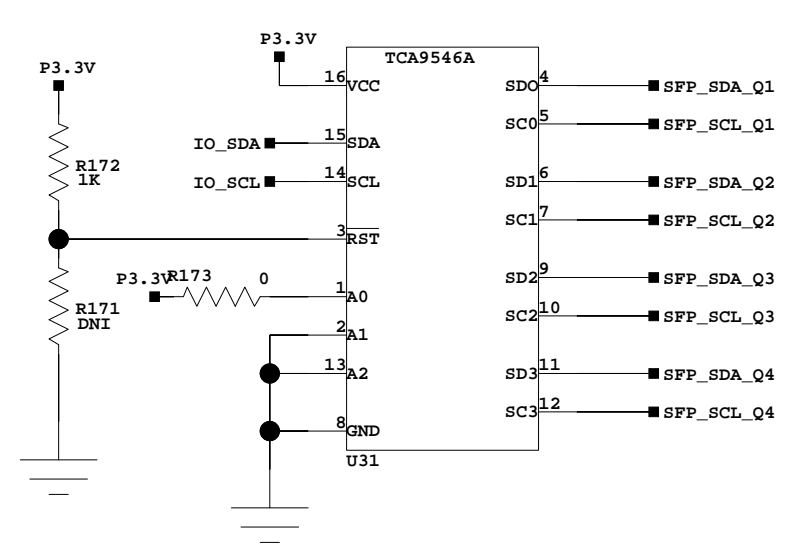 P3.3V
TCA9546A
P3.3V
16
VCC
SD0
4
SFP_SDA_Q1
SC0
5
SFP_SCL_Q1
R172
1K
IO_SDA
15
SDA
IO_SCL
14
SCL
SD1
6
SFP_SDA_Q2
SC1
7
SFP_SCL_Q2
3
RST
P3.3V
R173
0
1
A0
SD2
9
SFP_SDA_Q3
R171
DNI
2
A1
SC2
10
SFP_SCL_Q3
13
A2
SD3
11
SFP_SDA_Q4
SC3
12
SFP_SCL_Q4
8
GND
U31